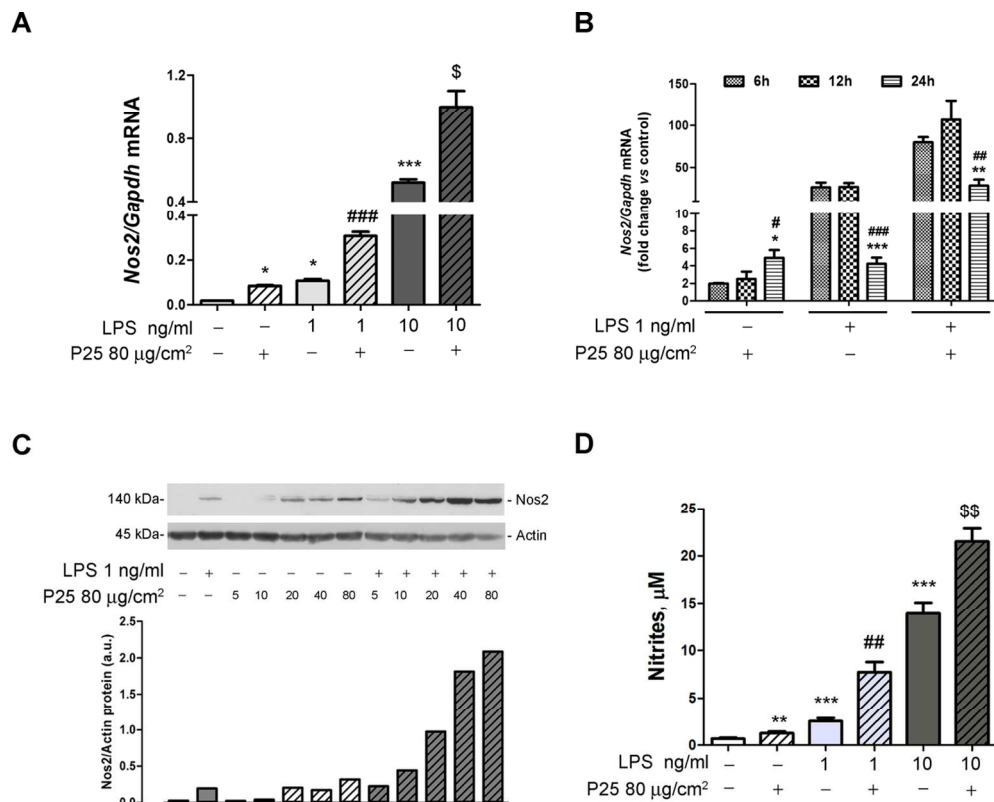 A
Nos2/Gapdh mRNA
1.2
0.8
0.4
0.4
0.2
0.0
*
*
###
***
$
LPS ng/ml – – 1 1 10 10
P25 80 µg/cm² – + – + – +
B
Nos2/Gapdh mRNA
(fold change vs control)
6h 12h 24h
150
100
50
10
8
6
4
2
0
#
*
###
***
##
**
LPS 1 ng/ml – + +
P25 80 µg/cm² + – +
C
140 kDa- - Nos2
45 kDa- - Actin
LPS 1 ng/ml – + – – – – – + + + + +
P25 80 µg/cm² – – 5 10 20 40 80 5 10 20 40 80
Nos2/Actin protein (a.u.)
2.5
2.0
1.5
1.0
0.5
0.0
D
Nitrites, µM
25
20
15
10
5
0
**
***
##
***
$$
LPS ng/ml – – 1 1 10 10
P25 80 µg/cm² – + – + – +